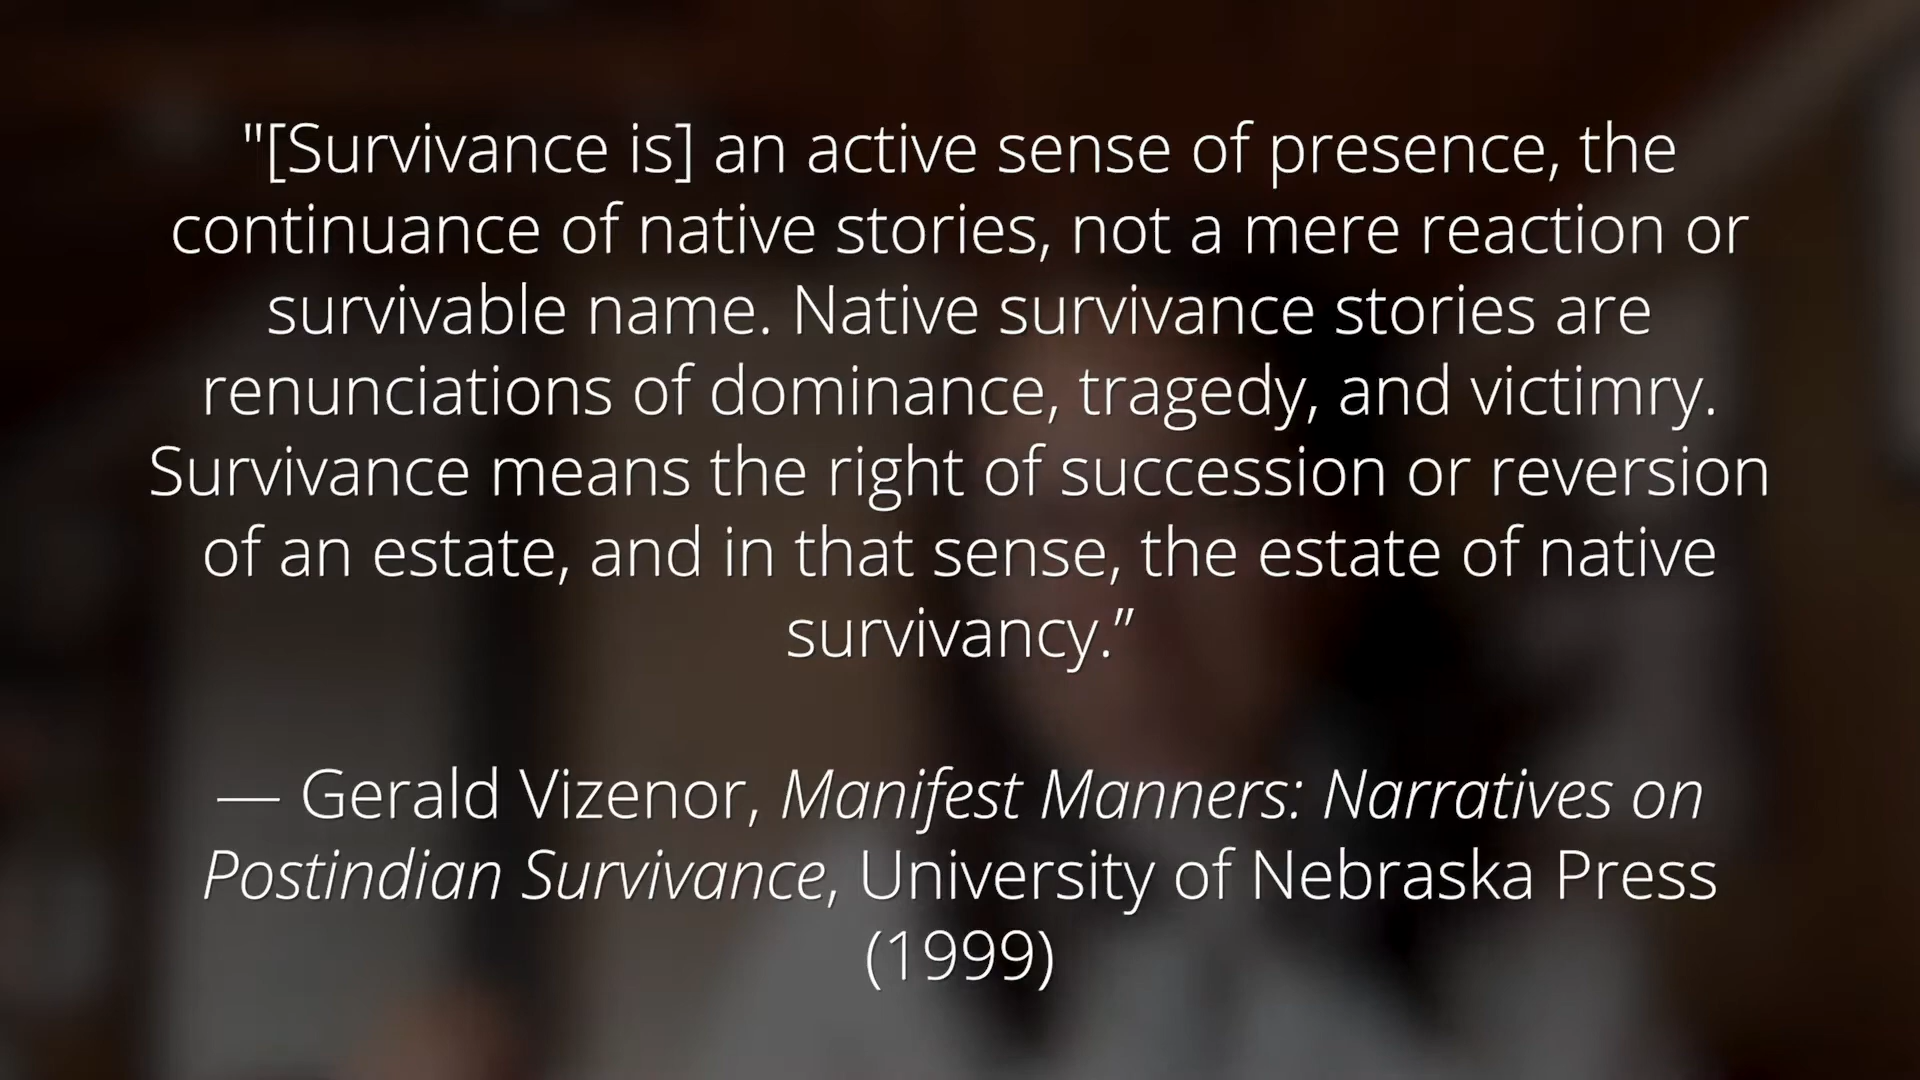 "[Survivance is] an active sense of presence, the
continuance of native stories, not a mere reaction or
survivable name. Native survivance stories are
renunciations of dominance, tragedy, and victimry.
Survivance means the right of succession or reversion
of an estate, and in that sense, the estate of native
survivancy.”
— Gerald Vizenor, Manifest Manners: Narratives on
Postindian Survivance, University of Nebraska Press
(1999)